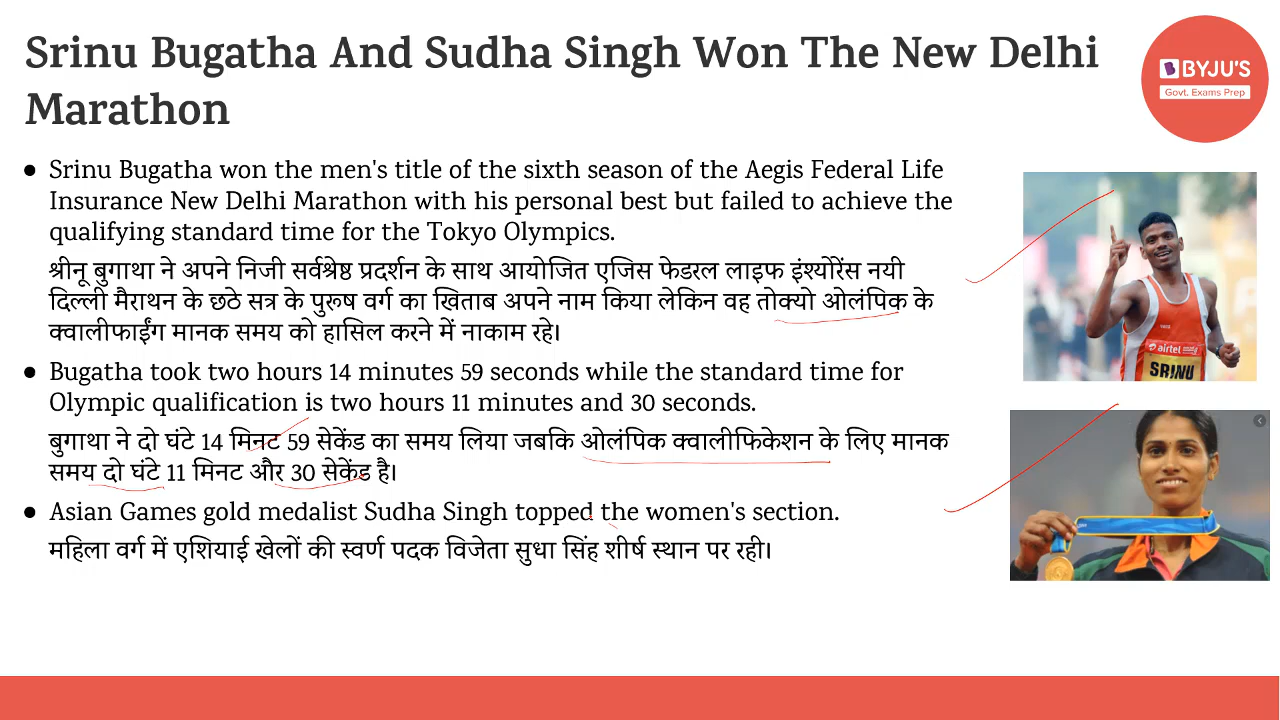 Srinu Bugatha And Sudha Singh Won The New Delhi
Marathon
BYJU'S
Govt. Exams Prep
● Srinu Bugatha won the men's title of the sixth season of the Aegis Federal Life
Insurance New Delhi Marathon with his personal best but failed to achieve the
qualifying standard time for the Tokyo Olympics.
श्रीनू बुगाथा ने अपने निजी सर्वश्रेष्ठ प्रदर्शन के साथ आयोजित एजिस फेडरल लाइफ इंश्योरेंस नयी
दिल्ली मैराथन के छठे सत्र के पुरूष वर्ग का खिताब अपने नाम किया लेकिन वह तोक्यो ओलंपिक के
क्वालीफाईंग मानक समय को हासिल करने में नाकाम रहे।
● Bugatha took two hours 14 minutes 59 seconds while the standard time for
Olympic qualification is two hours 11 minutes and 30 seconds.
बुगाथा ने दो घंटे 14 मिनट 59 सेकेंड का समय लिया जबकि ओलंपिक क्वालीफिकेशन के लिए मानक
समय दो घंटे 11 मिनट और 30 सेकेंड है।
● Asian Games gold medalist Sudha Singh topped the women's section.
महिला वर्ग में एशियाई खेलों की स्वर्ण पदक विजेता सुधा सिंह शीर्ष स्थान पर रही।
airtel
SRINU